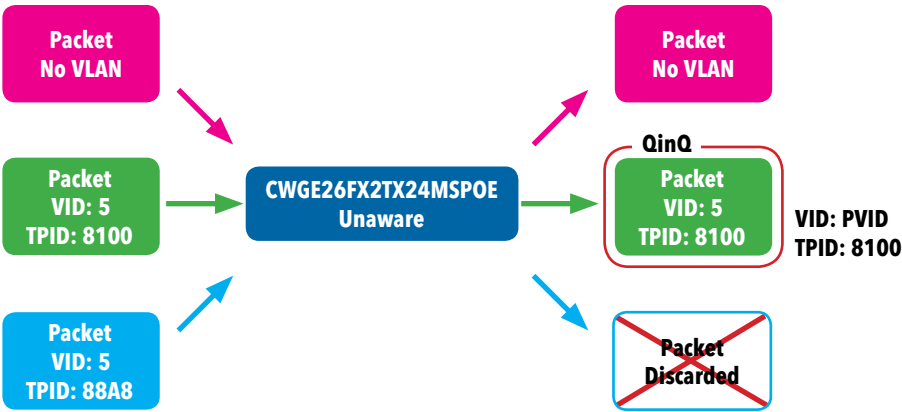 Packet
No VLAN
Packet
No VLAN
Packet
VID: 5
TPID: 8100
CWGE26FX2TX24MSPOE
Unaware
QinQ
Packet
VID: 5
TPID: 8100
VID: PVID
TPID: 8100
Packet
VID: 5
TPID: 88A8
Packet
Discarded